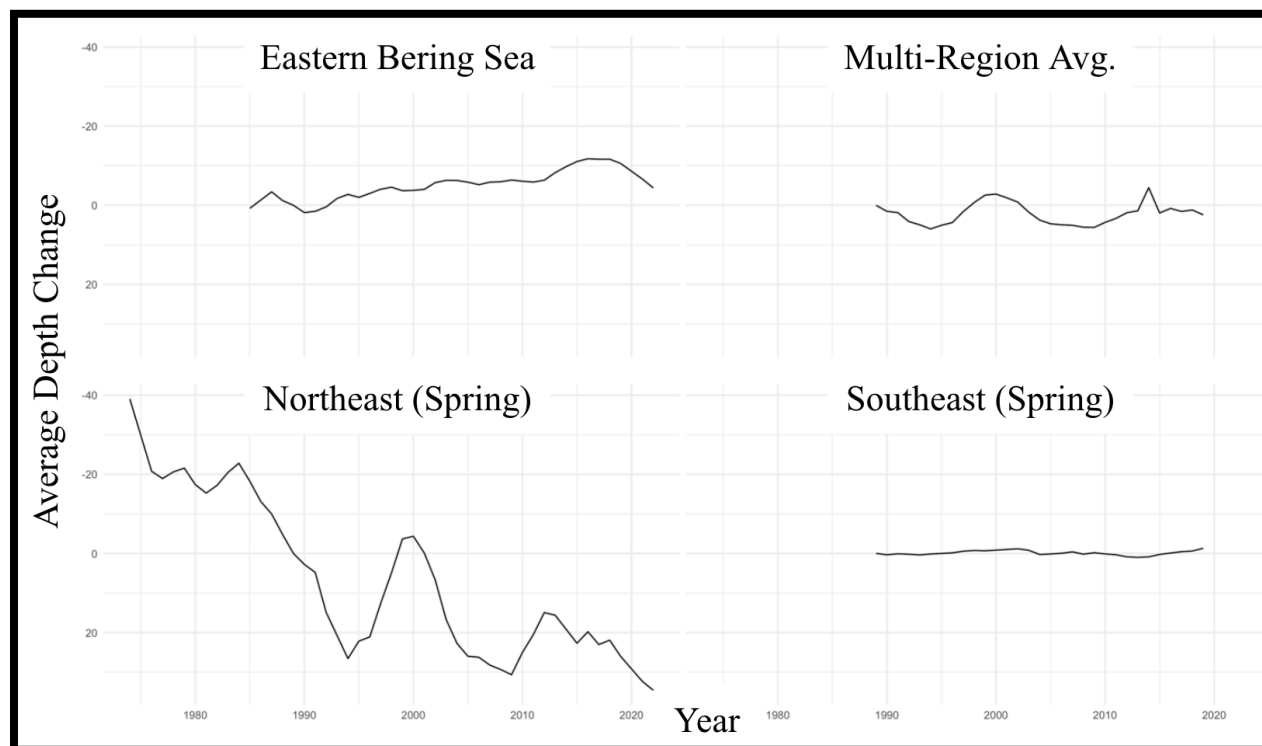 Eastern Bering Sea
Multi-Region Avg.
-40
-20
0
20
Average Depth Change
Northeast (Spring)
Southeast (Spring)
-40
-20
0
20
1980 1990 2000 2010 2020
1980 1990 2000 2010 2020
Year